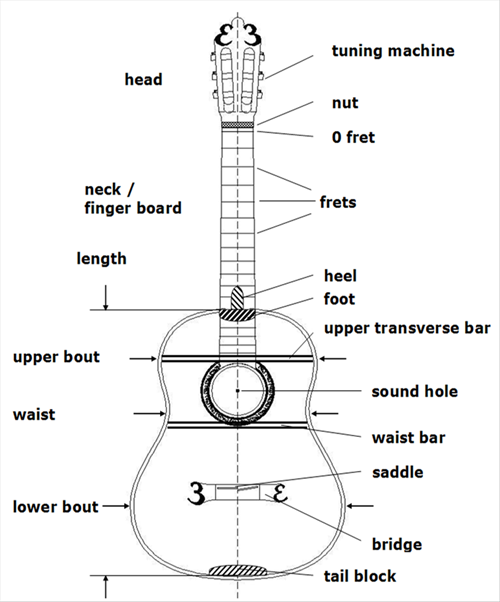 tuning machine
head
nut
0 fret
neck /
finger board
frets
length
heel
foot
upper transverse bar
upper bout
sound hole
waist
waist bar
saddle
lower bout
bridge
tail block